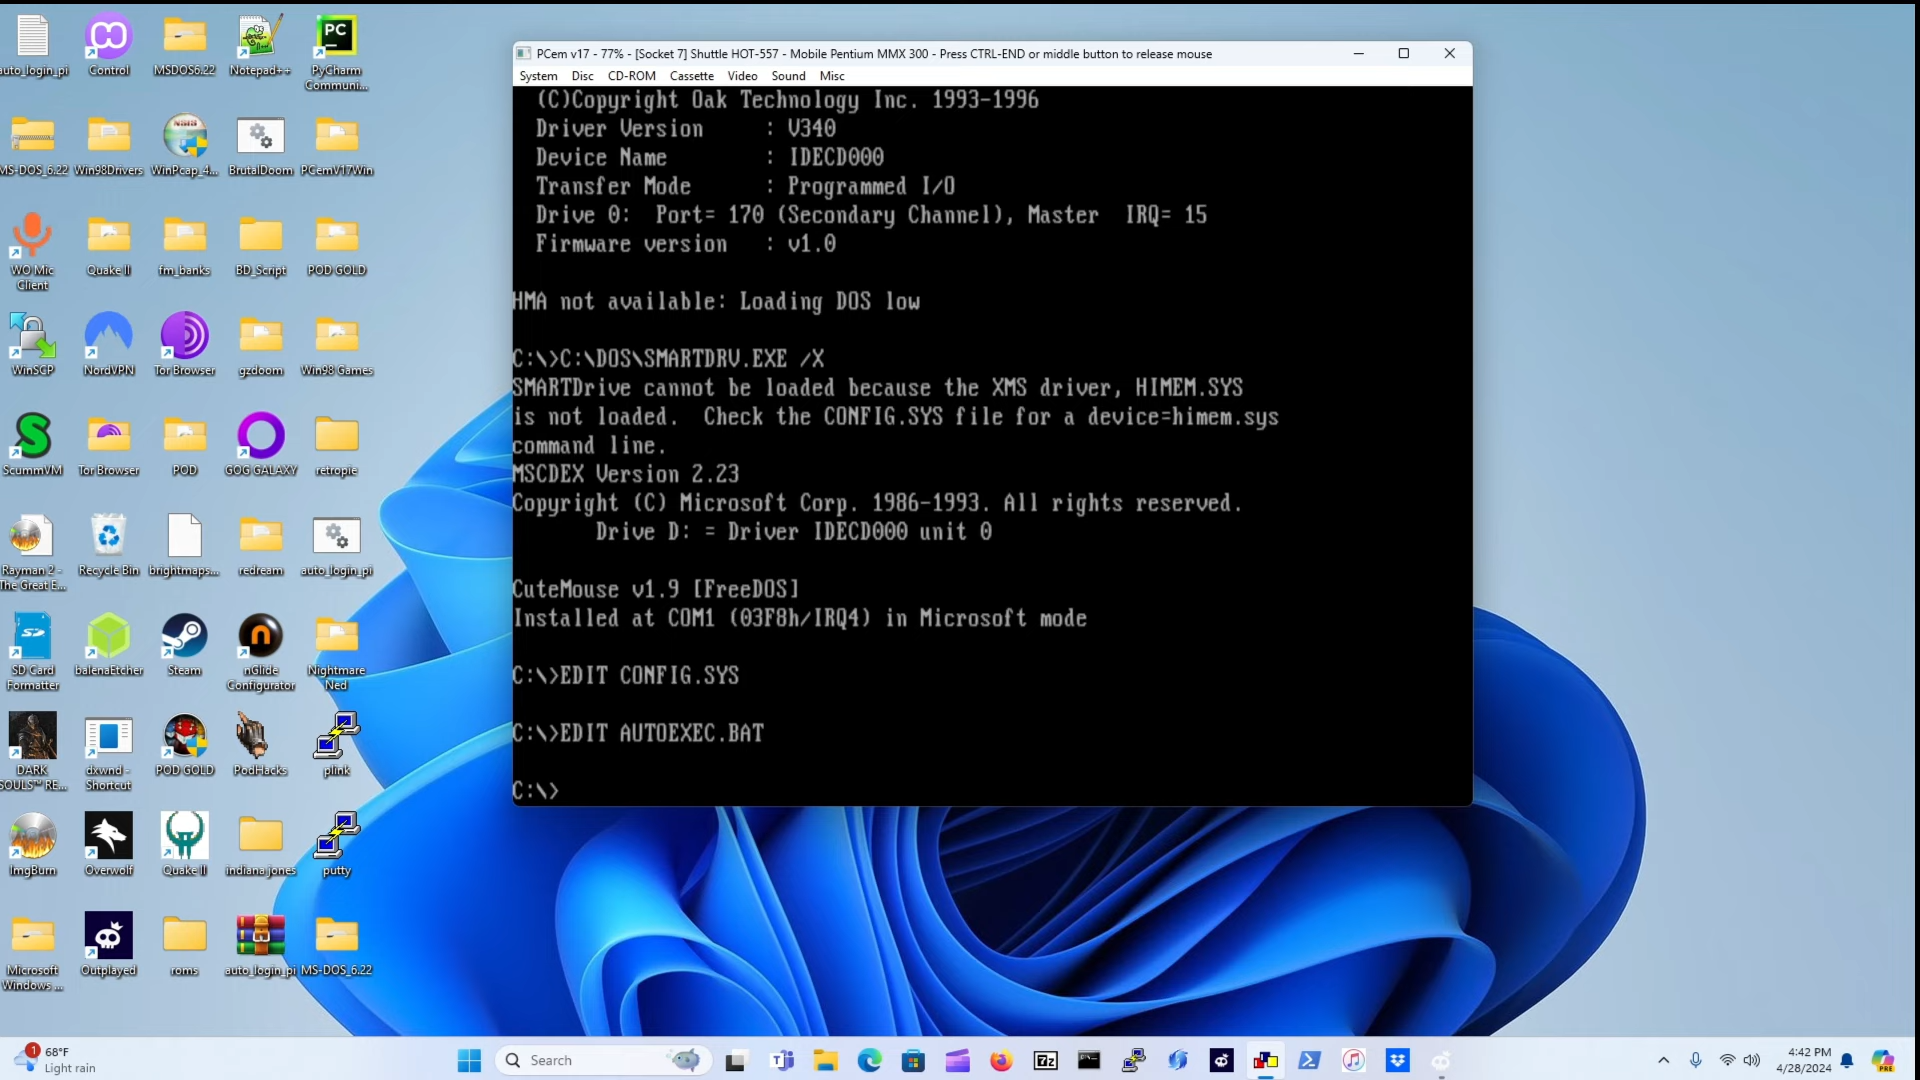 auto_login_pi
Control
MSDOS6.22
Notepad++
PyCharm
Communi...
MS-DOS_6.22
Win98Drivers
WinPcap_4...
BrutalDoom
PCemV17Win
WO Mic
Client
Quake II
fm_banks
BD_Script
POD GOLD
WinSCP
NordVPN
Tor Browser
gzdoom
Win98 Games
ScummVM
Tor Browser
POD
GOG GALAXY
retropie
Rayman 2 -
The Great E...
Recycle Bin
brightmaps...
redream
auto_login_pi
SD Card
Formatter
balenaEtcher
Steam
nGlide
Configurator
Nightmare
Ned
DARK
SOULS™ RE...
dxwnd -
Shortcut
POD GOLD
PodHacks
plink
ImgBurn
Overwolf
Quake II
indiana jones
putty
Microsoft
Windows ...
Outplayed
roms
auto_login_pi
MS-DOS_6.22
PCem v17 - 77% - [Socket 7] Shuttle HOT-557 - Mobile Pentium MMX 300 - Press CTRL-END or middle button to release mouse
System Disc CD-ROM Cassette Video Sound Misc
(C)Copyright Oak Technology Inc. 1993-1996
Driver Version : V340
Device Name : IDECD000
Transfer Mode : Programmed I/O
Drive 0: Port= 170 (Secondary Channel), Master IRQ= 15
Firmware version : v1.0
HMA not available: Loading DOS low
C:\>C:\DOS\SMARTDRV.EXE /X
SMARTDrive cannot be loaded because the XMS driver, HIMEM.SYS
is not loaded. Check the CONFIG.SYS file for a device=himem.sys
command line.
MSCDEX Version 2.23
Copyright (C) Microsoft Corp. 1986-1993. All rights reserved.
Drive D: = Driver IDECD000 unit 0
CuteMouse v1.9 [FreeDOS]
Installed at COM1 (03F8h/IRQ4) in Microsoft mode
C:\>EDIT CONFIG.SYS
C:\>EDIT AUTOEXEC.BAT
C:\>
1
68°F
Light rain
Search
4:42 PM
4/28/2024